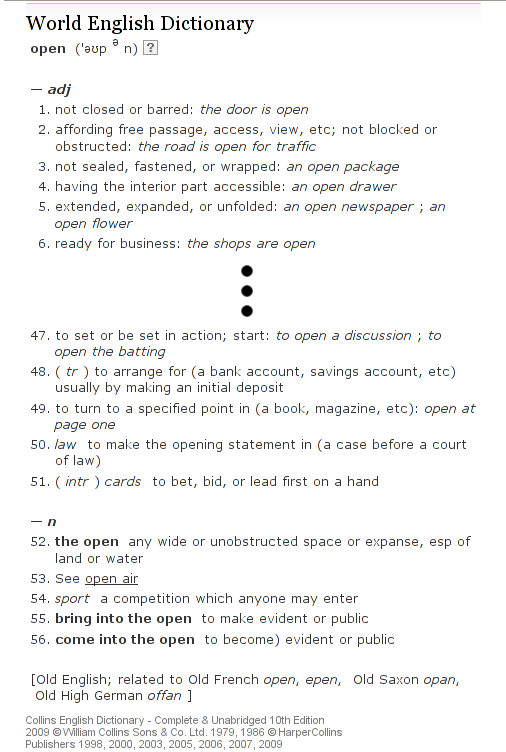 World English Dictionary
open ('əʊp ə n) ?
— adj
1. not closed or barred: the door is open
2. affording free passage, access, view, etc; not blocked or
obstructed: the road is open for traffic
3. not sealed, fastened, or wrapped: an open package
4. having the interior part accessible: an open drawer
5. extended, expanded, or unfolded: an open newspaper ; an
open flower
6. ready for business: the shops are open
47. to set or be set in action; start: to open a discussion ; to
open the batting
48. ( tr ) to arrange for (a bank account, savings account, etc)
usually by making an initial deposit
49. to turn to a specified point in (a book, magazine, etc): open at
page one
50. law to make the opening statement in (a case before a court
of law)
51. ( intr ) cards to bet, bid, or lead first on a hand
— n
52. the open any wide or unobstructed space or expanse, esp of
land or water
53. See open air
54. sport a competition which anyone may enter
55. bring into the open to make evident or public
56. come into the open to become) evident or public
[Old English; related to Old French open, epen, Old Saxon opan,
Old High German offan ]
Collins English Dictionary - Complete & Unabridged 10th Edition
2009 © William Collins Sons & Co. Ltd. 1979, 1986 © HarperCollins
Publishers 1998, 2000, 2003, 2005, 2006, 2007, 2009